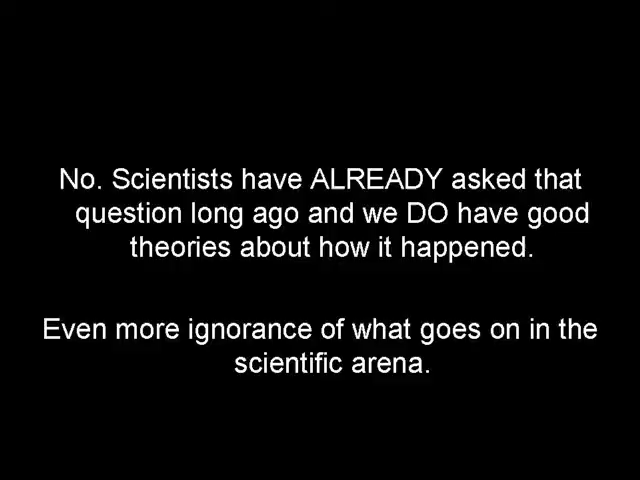 No. Scientists have ALREADY asked that
question long ago and we DO have good
theories about how it happened.
Even more ignorance of what goes on in the
scientific arena.